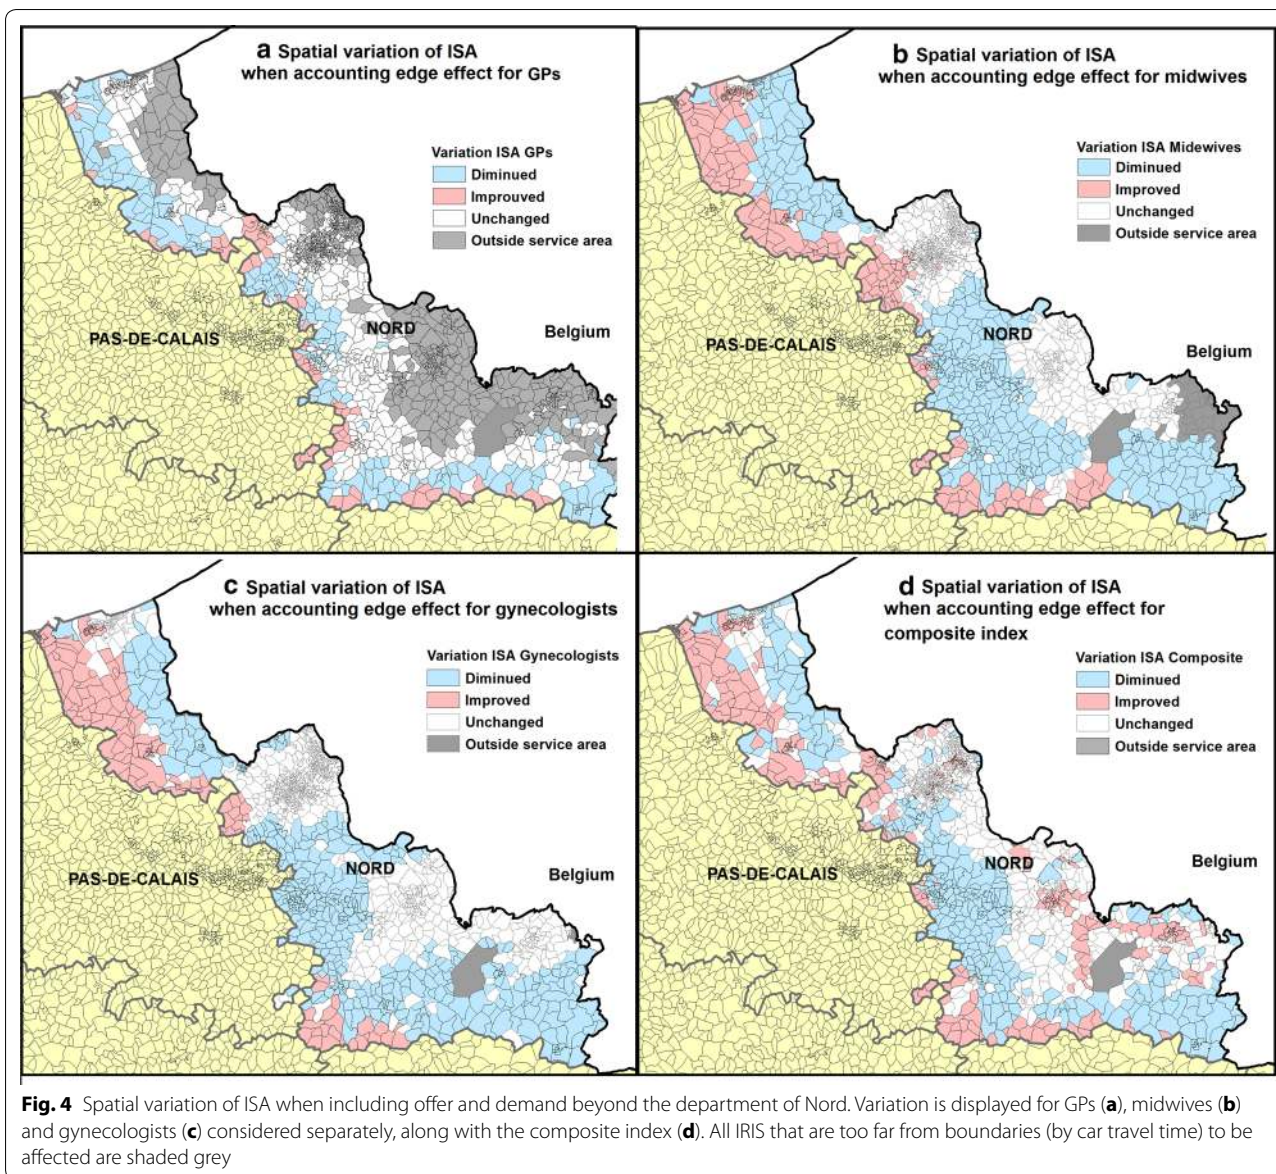 a Spatial variation of ISA
when accounting edge effect for GPs
Variation ISA GPs
Diminued
Improuved
Unchanged
Outside service area
NORD
Belgium
PAS-DE-CALAIS
b Spatial variation of ISA
when accounting edge effect for midwives
Variation ISA Midewives
Diminued
Improved
Unchanged
Outside service area
NORD
Belgium
PAS-DE-CALAIS
c Spatial variation of ISA
when accounting edge effect for gynecologists
Variation ISA Gynecologists
Diminued
Improved
Unchanged
Outside service area
NORD
Belgium
PAS-DE-CALAIS
d Spatial variation of ISA
when accounting edge effect for
composite index
Variation ISA Composite
Diminued
Improved
Unchanged
Outside service area
NORD
Belgium
PAS-DE-CALAIS
Fig. 4 Spatial variation of ISA when including offer and demand beyond the department of Nord. Variation is displayed for GPs (a), midwives (b)
and gynecologists (c) considered separately, along with the composite index (d). All IRIS that are too far from boundaries (by car travel time) to be
affected are shaded grey